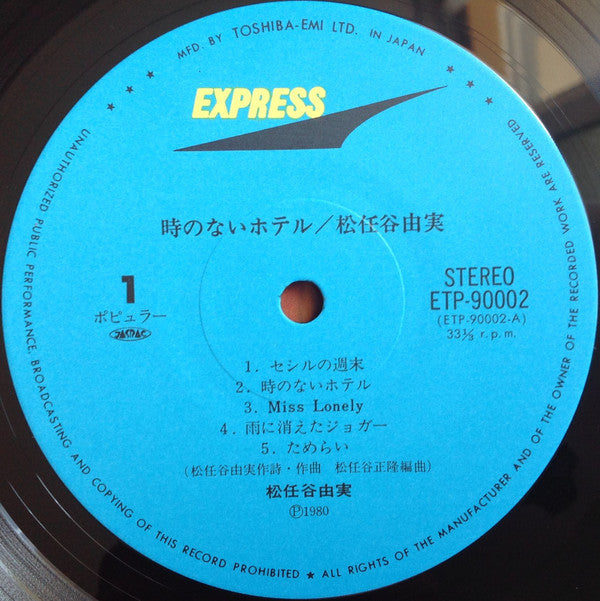 MFD. BY TOSHIBA-EMI LTD. IN JAPAN
EXPRESS
時のないホテル／松任谷由実
1
ポピュラー
JASRAC
STEREO
ETP-90002
(ETP-90002-A)
33⅓ r.p.m.
1. セシルの週末
2. 時のないホテル
3. Miss Lonely
4. 雨に消えたジョガー
5. ためらい
(松任谷由実作詩・作曲 松任谷正隆編曲)
松任谷由実
Ⓟ1980
★ ★ ★ UNAUTHORIZED PUBLIC PERFORMANCE, BROADCASTING AND COPYING OF THIS RECORD PROHIBITED ★ ALL RIGHTS OF THE MANUFACTURER AND OF THE OWNER OF THE RECORDED WORK ARE RESERVED ★ ★ ★